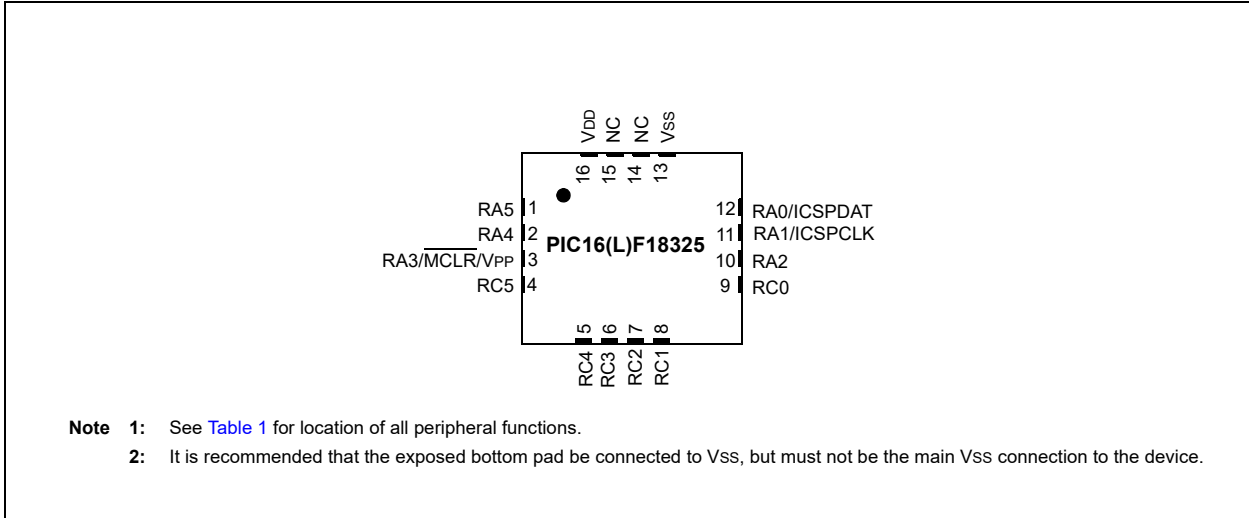 VDD
NC
NC
VSS
16
15
14
13
RA5 1
RA4 2
RA3/MCLR/VPP 3
RC5 4
PIC16(L)F18325
12 RA0/ICSPDAT
11 RA1/ICSPCLK
10 RA2
9 RC0
5
6
7
8
RC4
RC3
RC2
RC1
Note 1: See Table 1 for location of all peripheral functions.
2: It is recommended that the exposed bottom pad be connected to VSS, but must not be the main VSS connection to the device.